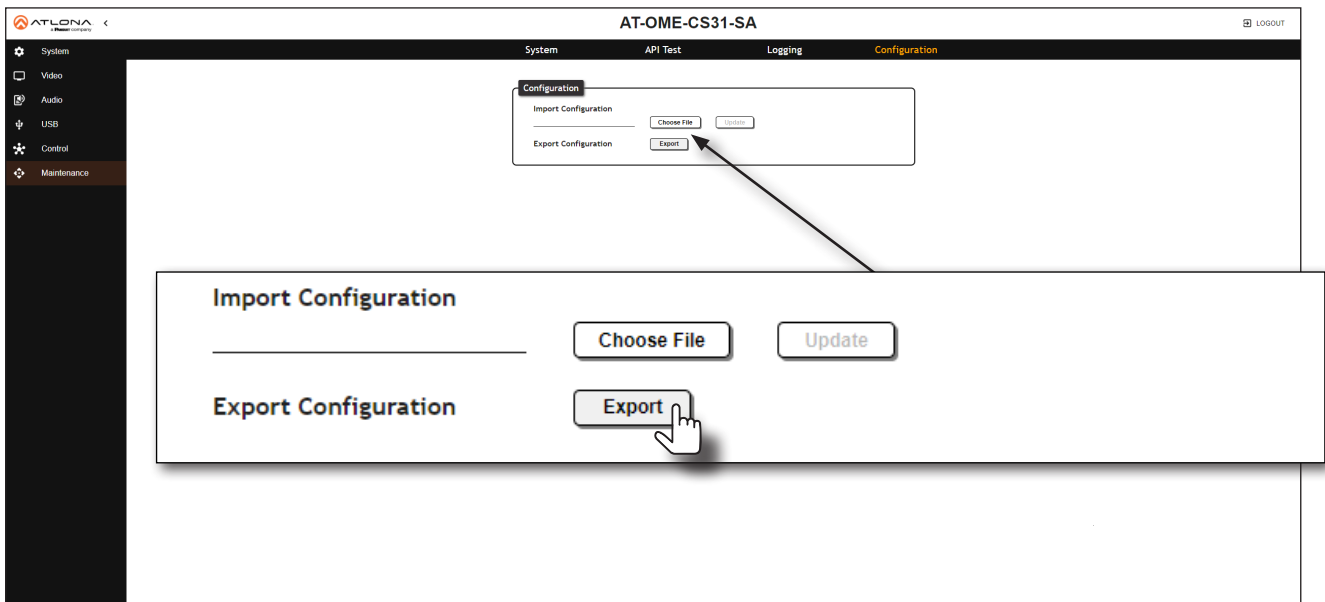 ATLONA
a Panduit company
<
AT-OME-CS31-SA
LOGOUT
System
Video
Audio
USB
Control
Maintenance
System API Test Logging Configuration
Configuration
Import Configuration
Choose File Update
Export Configuration Export
Import Configuration
Choose File Update
Export Configuration Export